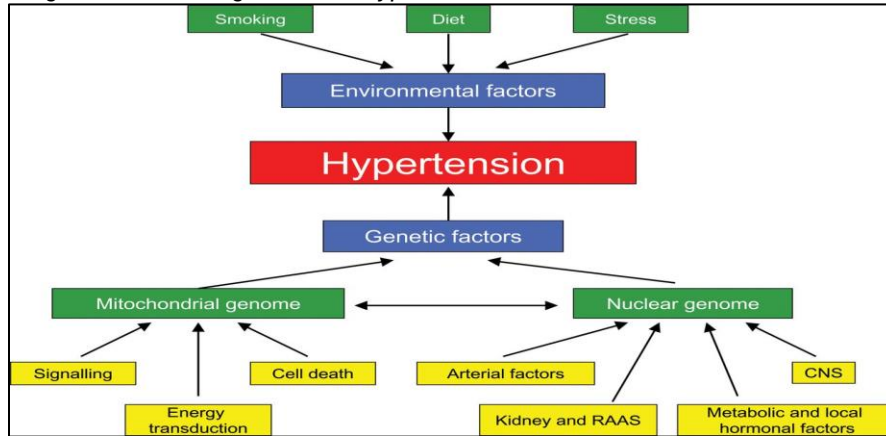 Smoking
Diet
Stress
Environmental factors
Hypertension
Genetic factors
Mitochondrial genome
Nuclear genome
Signalling
Cell death
Arterial factors
CNS
Energy
transduction
Kidney and RAAS
Metabolic and local
hormonal factors